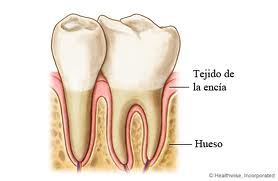 Tejido de
la encía
Hueso
© Healthwise, Incorporated